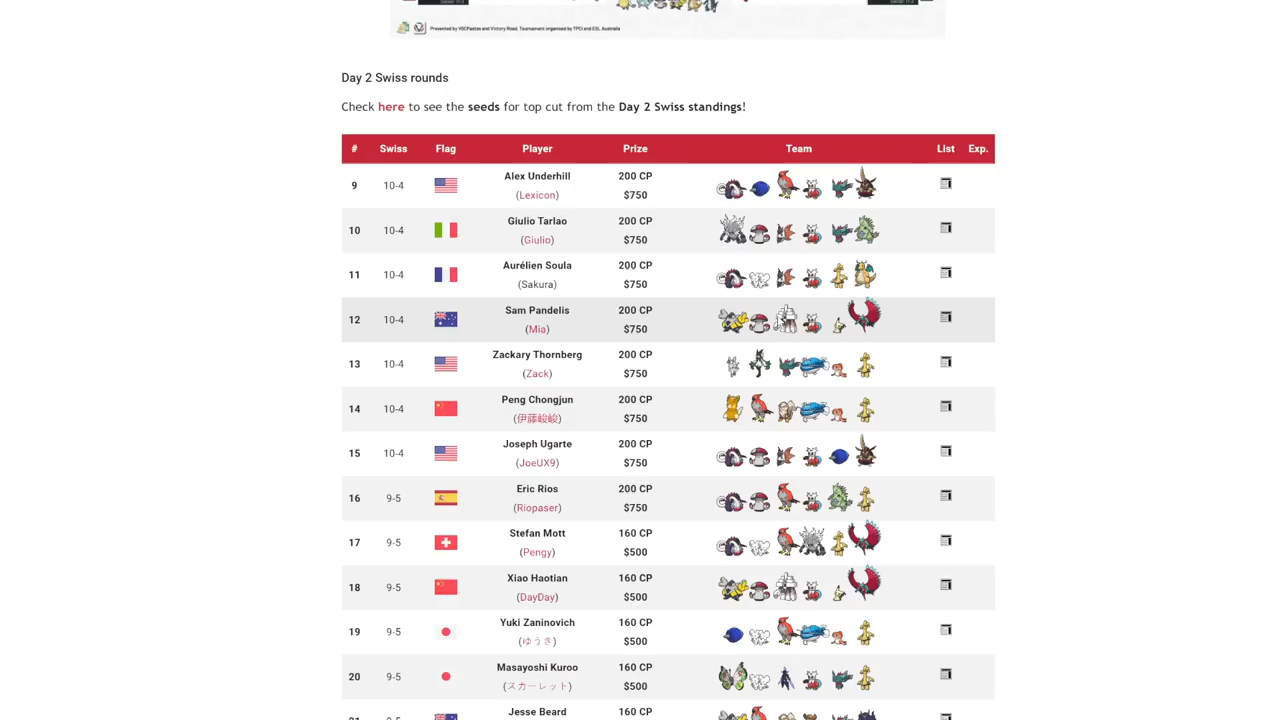 Presented by VGCPastes and Victory Road, Tournament organised by TPCi and ESL Australia
Day 2 Swiss rounds
Check here to see the seeds for top cut from the Day 2 Swiss standings!
# Swiss Flag Player Prize Team List Exp.
9 10-4 Alex Underhill (Lexicon) 200 CP $750
10 10-4 Giulio Tarlao (Giulio) 200 CP $750
11 10-4 Aurélien Soula (Sakura) 200 CP $750
12 10-4 Sam Pandelis (Mia) 200 CP $750
13 10-4 Zackary Thornberg (Zack) 200 CP $750
14 10-4 Peng Chongjun (伊藤峻峻) 200 CP $750
15 10-4 Joseph Ugarte (JoeUX9) 200 CP $750
16 9-5 Eric Rios (Riopaser) 200 CP $750
17 9-5 Stefan Mott (Pengy) 160 CP $500
18 9-5 Xiao Haotian (DayDay) 160 CP $500
19 9-5 Yuki Zaninovich (ゆうき) 160 CP $500
20 9-5 Masayoshi Kuroo (スカーレット) 160 CP $500
Jesse Beard 160 CP